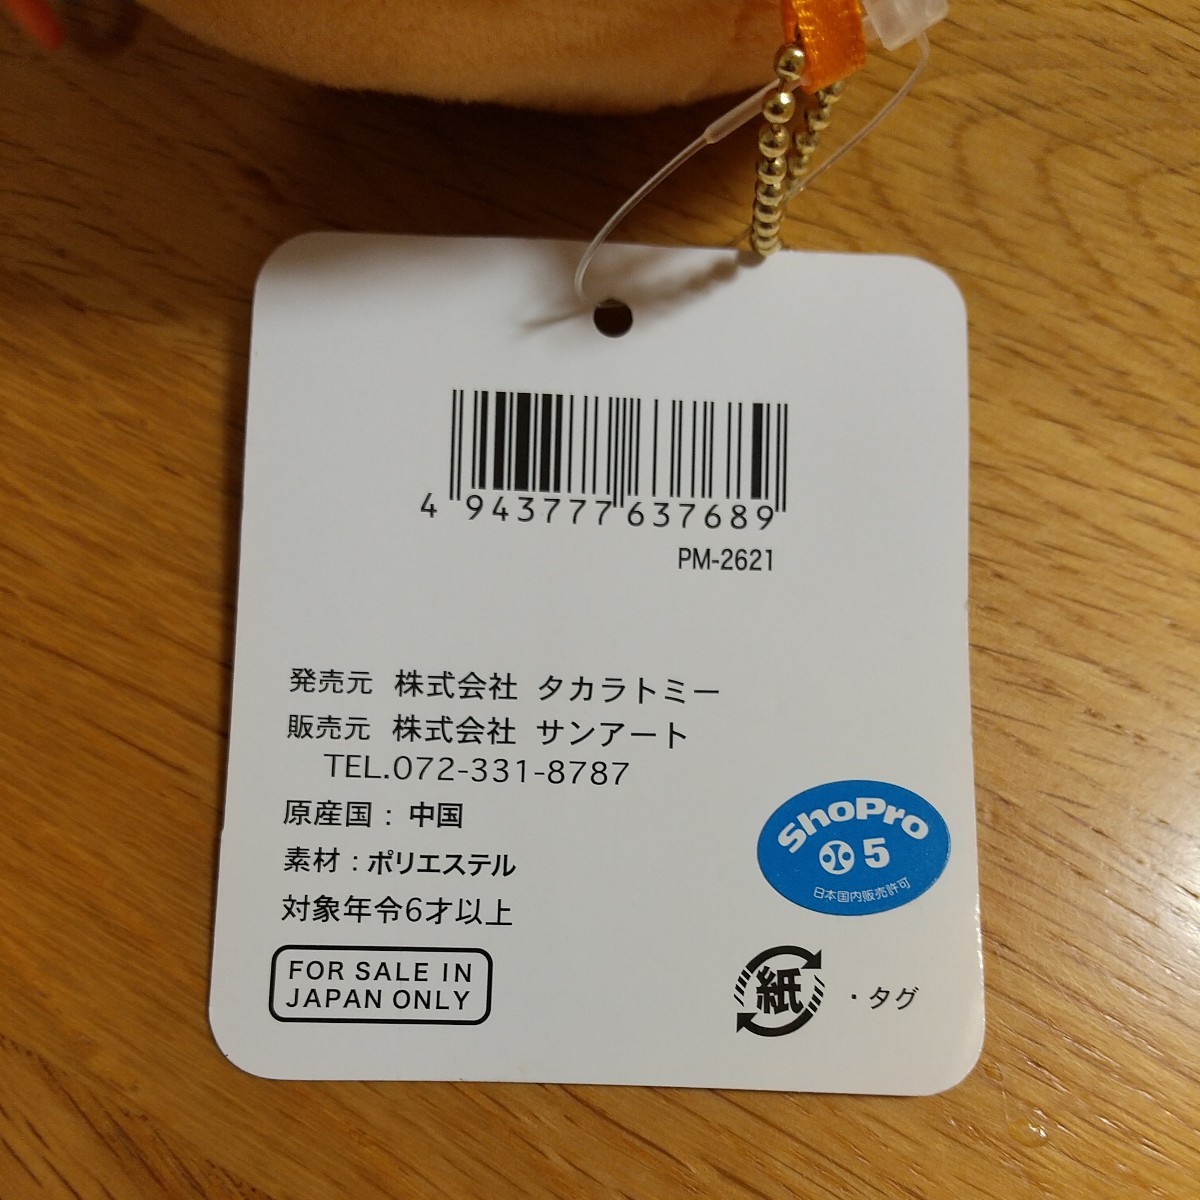 4 943777 637689
PM-2621
発売元 株式会社 タカラトミー
販売元 株式会社 サンアート
TEL.072-331-8787
原産国：中国
素材：ポリエステル
対象年令6才以上
ShoPro
5
日本国内販売許可
FOR SALE IN
JAPAN ONLY
紙 ・タグ